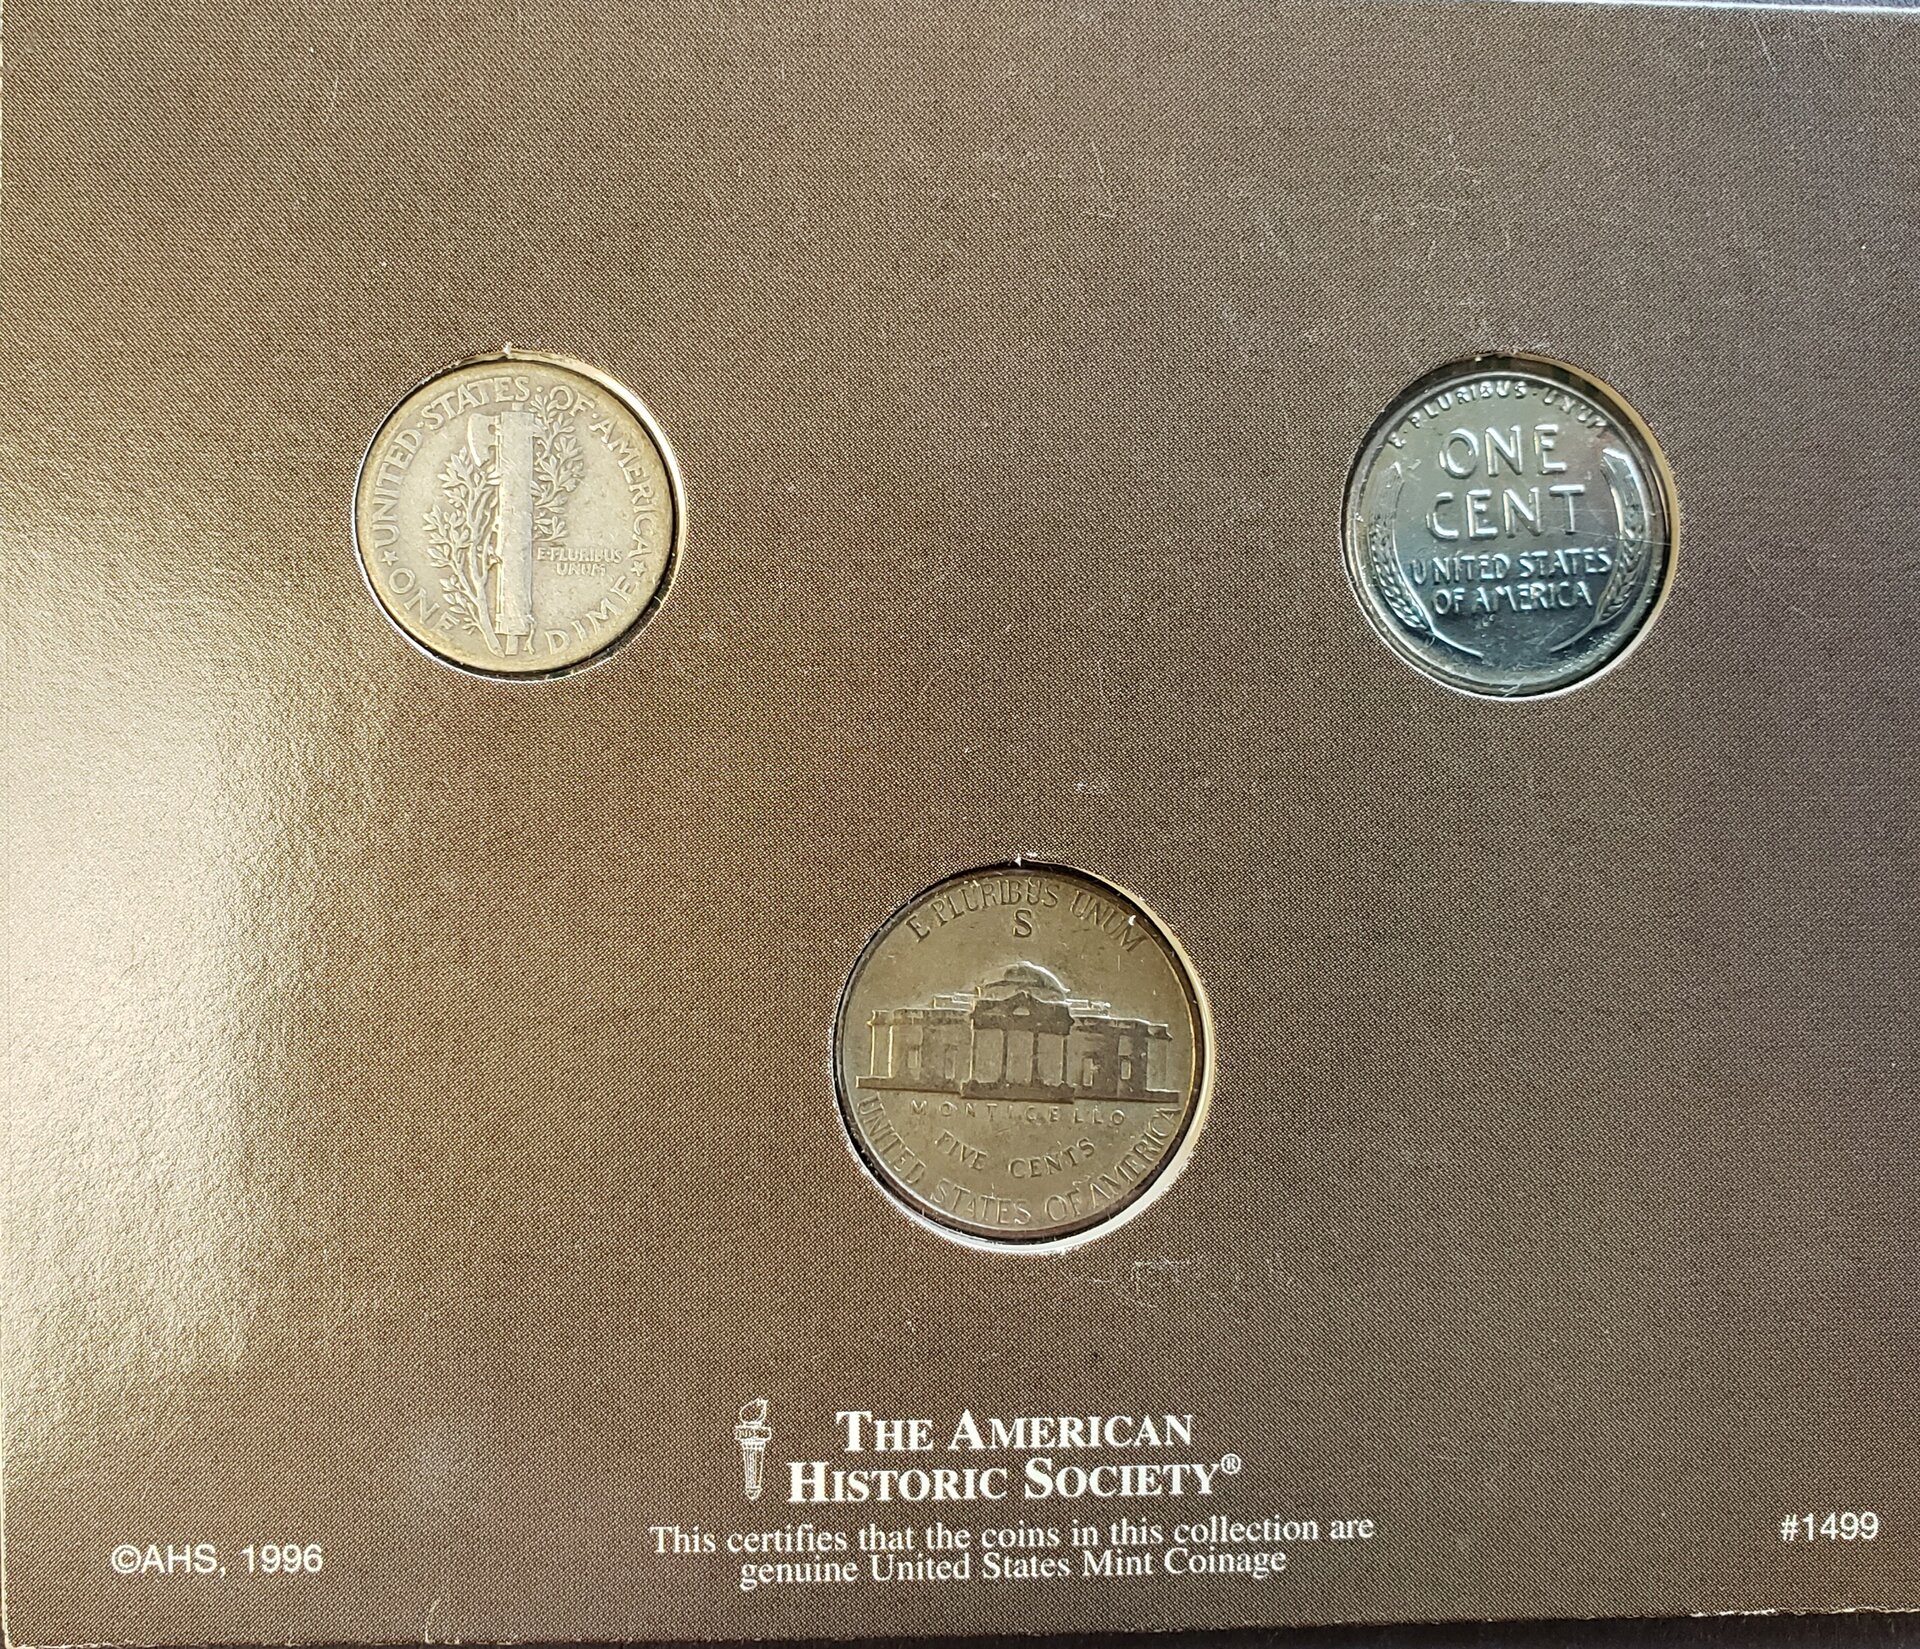 UNITED·STATES·OF·AMERICA
E·PLURIBUS
UNUM
ONE DIME
E·PLURIBUS·UNUM
ONE
CENT
UNITED STATES
OF AMERICA
E PLURIBUS UNUM
S
MONTICELLO
FIVE CENTS
UNITED STATES OF AMERICA
THE AMERICAN
HISTORIC SOCIETY®
This certifies that the coins in this collection are
genuine United States Mint Coinage
©AHS, 1996
#1499